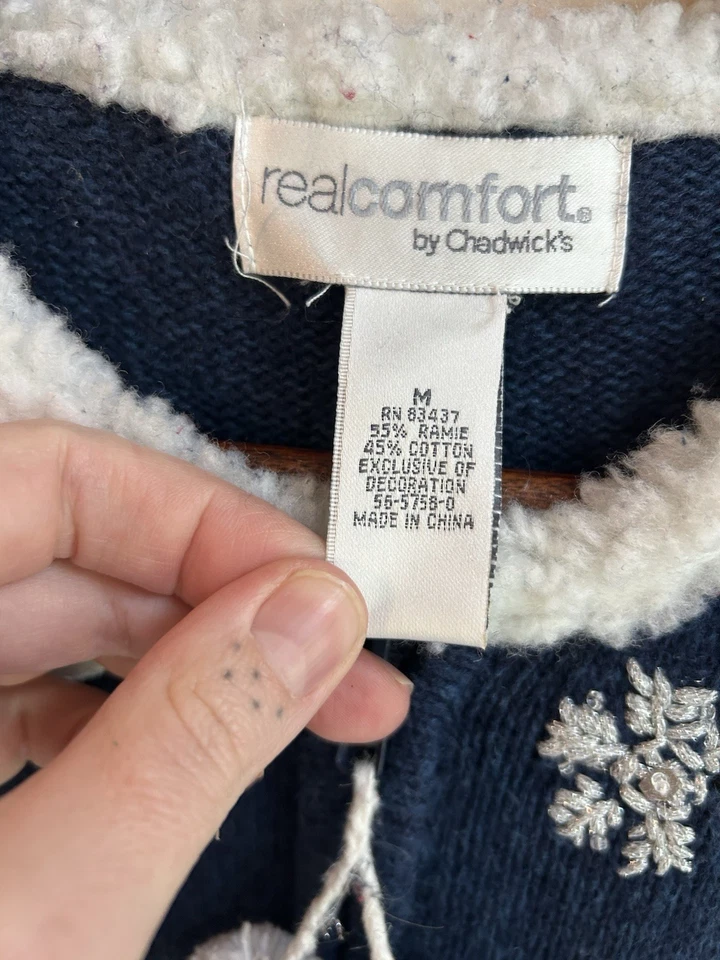 realcomfort®
by Chadwick's
M
RN 83437
55% RAMIE
45% COTTON
EXCLUSIVE OF
DECORATION
56-5758-0
MADE IN CHINA